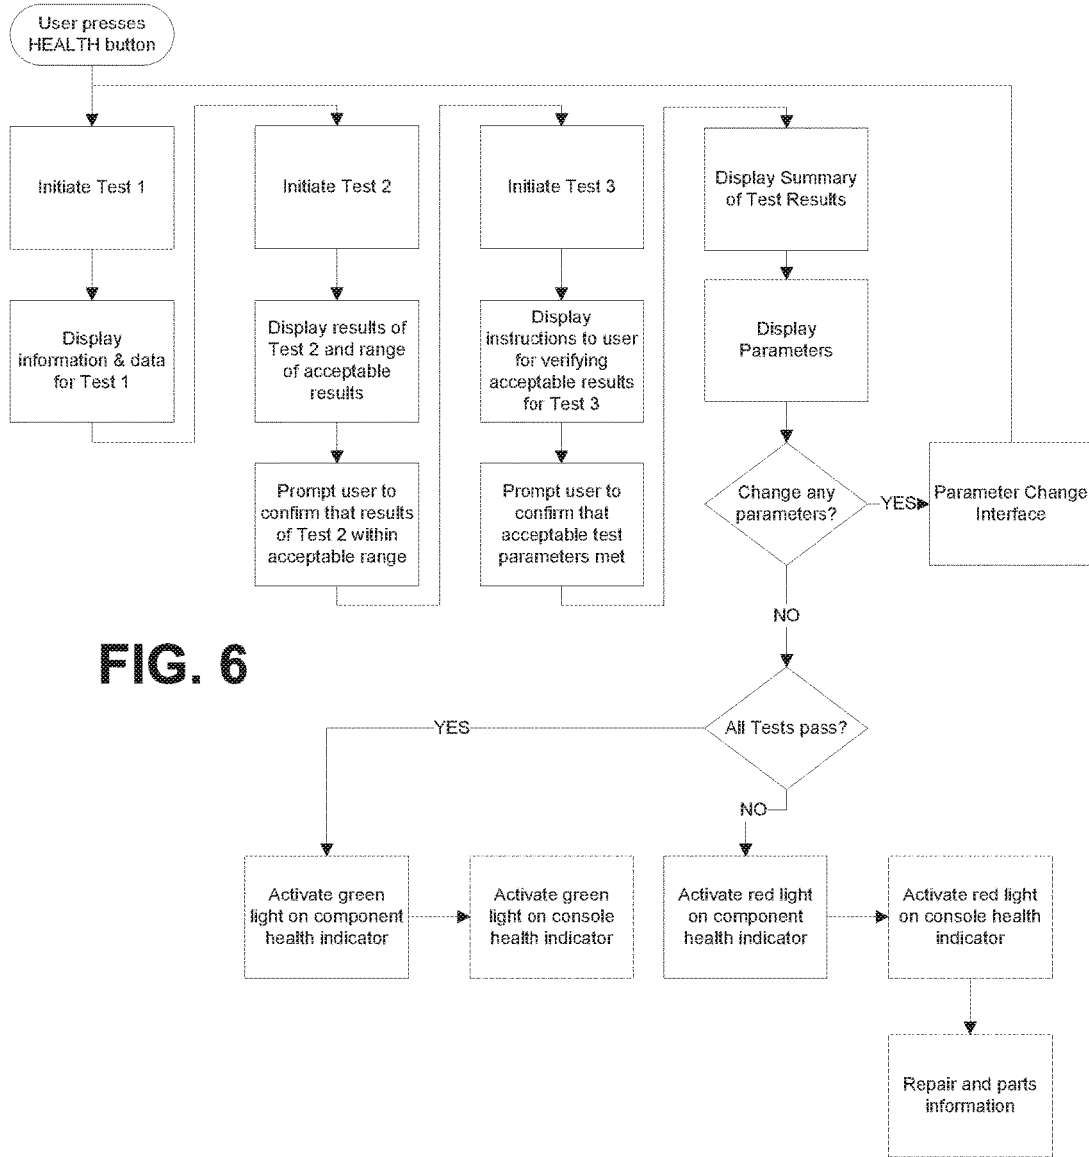 User presses
HEALTH button
Initiate Test 1
Initiate Test 2
Initiate Test 3
Display Summary
of Test Results
Display
information & data
for Test 1
Display results of
Test 2 and range
of acceptable
results
Display
instructions to user
for verifying
acceptable results
for Test 3
Display
Parameters
Prompt user to
confirm that results
of Test 2 within
acceptable range
Prompt user to
confirm that
acceptable test
parameters met
Change any
parameters?
YES
Parameter Change
Interface
NO
FIG. 6
All Tests pass?
YES
NO
Activate green
light on component
health indicator
Activate green
light on console
health indicator
Activate red light
on component
health indicator
Activate red light
on console health
indicator
Repair and parts
information